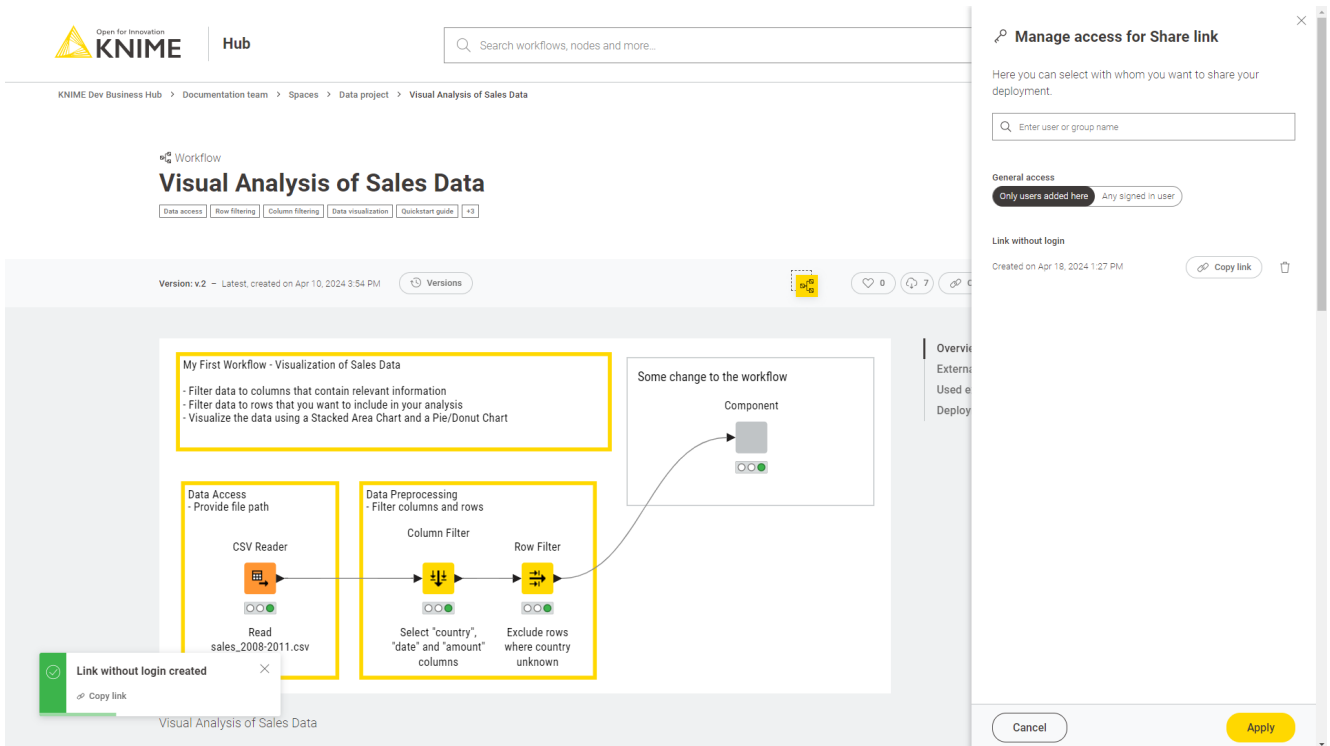 Open for Innovation
KNIME
Hub
Search workflows, nodes and more...
KNIME Dev Business Hub > Documentation team > Spaces > Data project > Visual Analysis of Sales Data
Workflow
Visual Analysis of Sales Data
Data access Row filtering Column filtering Data visualization Quickstart guide +3
Version: v.2 – Latest, created on Apr 10, 2024 3:54 PM Versions
0 7
My First Workflow - Visualization of Sales Data
- Filter data to columns that contain relevant information
- Filter data to rows that you want to include in your analysis
- Visualize the data using a Stacked Area Chart and a Pie/Donut Chart
Some change to the workflow
Component
Data Access
- Provide file path
CSV Reader
Read
sales_2008-2011.csv
Data Preprocessing
- Filter columns and rows
Column Filter
Select "country",
"date" and "amount"
columns
Row Filter
Exclude rows
where country
unknown
Overvie
Externa
Used e
Deploy
Link without login created
Copy link
Visual Analysis of Sales Data
Manage access for Share link
Here you can select with whom you want to share your
deployment.
Enter user or group name
General access
Only users added here Any signed in user
Link without login
Created on Apr 18, 2024 1:27 PM Copy link
Cancel Apply